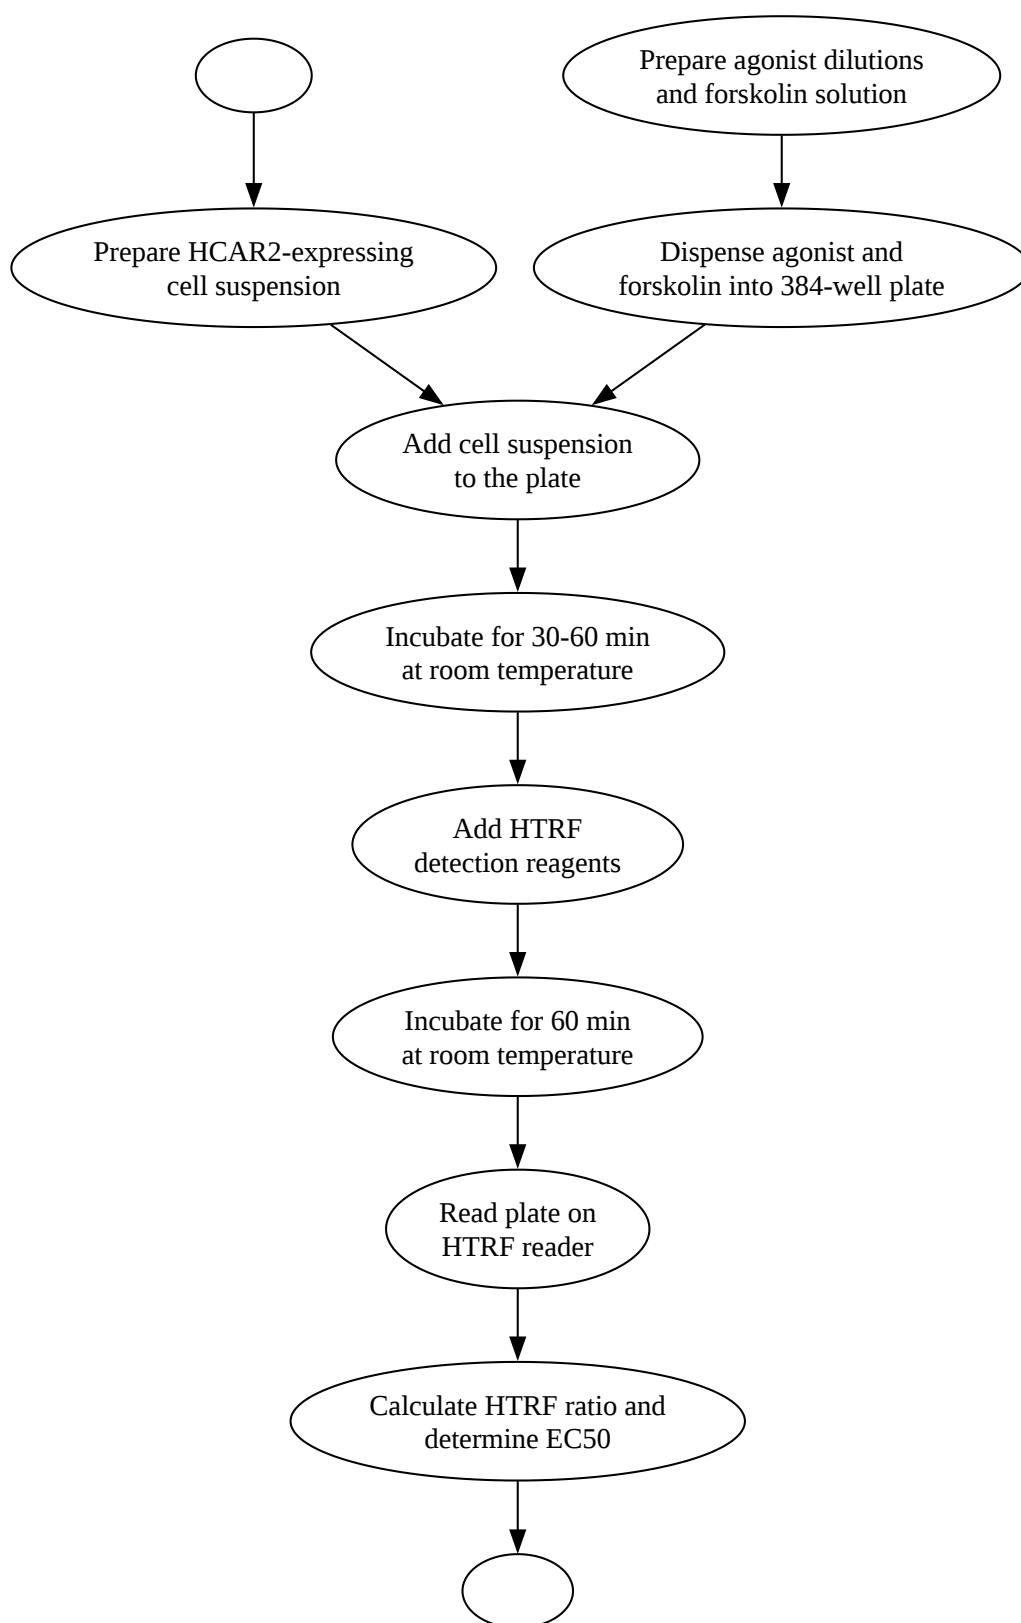 Prepare agonist dilutions
and forskolin solution
Prepare HCAR2-expressing
cell suspension
Dispense agonist and
forskolin into 384-well plate
Add cell suspension
to the plate
Incubate for 30-60 min
at room temperature
Add HTRF
detection reagents
Incubate for 60 min
at room temperature
Read plate on
HTRF reader
Calculate HTRF ratio and
determine EC50